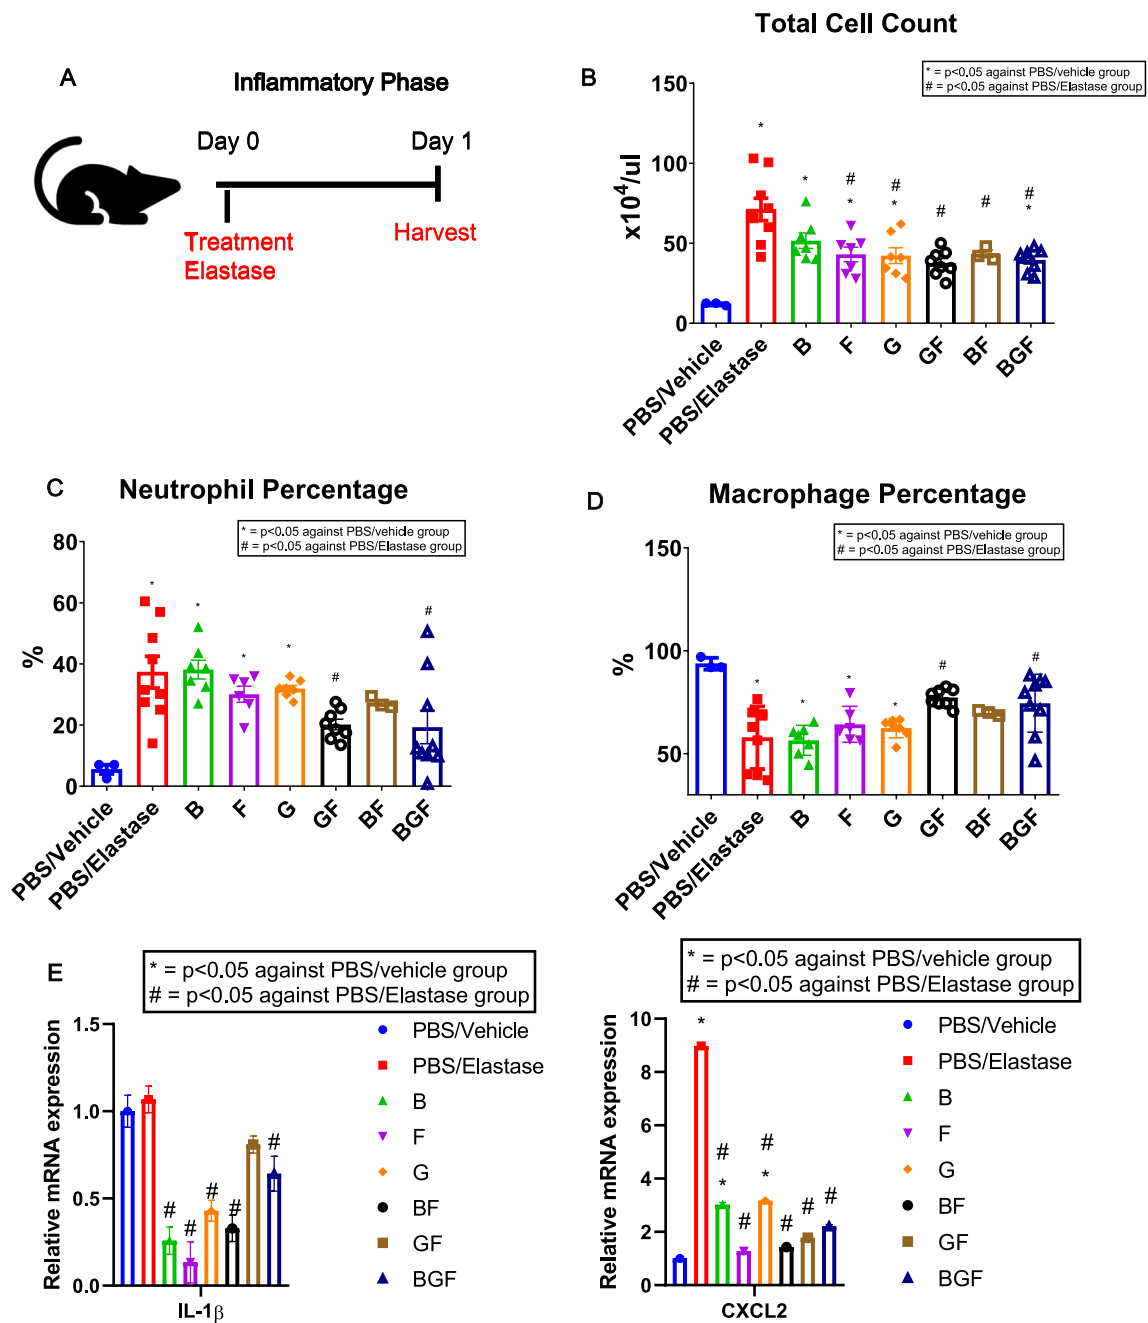 Total Cell Count
A
Inflammatory Phase
Day 0
Day 1
Treatment
Elastase
Harvest
B
* = p<0.05 against PBS/vehicle group
# = p<0.05 against PBS/Elastase group
x10^4/ul
150
100
50
0
*
*
#
*
#
*
#
#
#
*
PBS/Vehicle
PBS/Elastase
B
F
G
GF
BF
BGF
C
Neutrophil Percentage
* = p<0.05 against PBS/vehicle group
# = p<0.05 against PBS/Elastase group
%
80
60
40
20
0
*
*
*
*
#
#
PBS/Vehicle
PBS/Elastase
B
F
G
GF
BF
BGF
D
Macrophage Percentage
* = p<0.05 against PBS/vehicle group
# = p<0.05 against PBS/Elastase group
%
150
100
50
*
*
*
*
#
#
PBS/Vehicle
PBS/Elastase
B
F
G
GF
BF
BGF
E
* = p<0.05 against PBS/vehicle group
# = p<0.05 against PBS/Elastase group
Relative mRNA expression
1.5
1.0
0.5
0.0
#
#
#
#
#
IL-1β
PBS/Vehicle
PBS/Elastase
B
F
G
BF
GF
BGF
* = p<0.05 against PBS/vehicle group
# = p<0.05 against PBS/Elastase group
Relative mRNA expression
10
8
6
4
2
0
*
#
*
#
#
*
#
#
#
CXCL2
PBS/Vehicle
PBS/Elastase
B
F
G
BF
GF
BGF